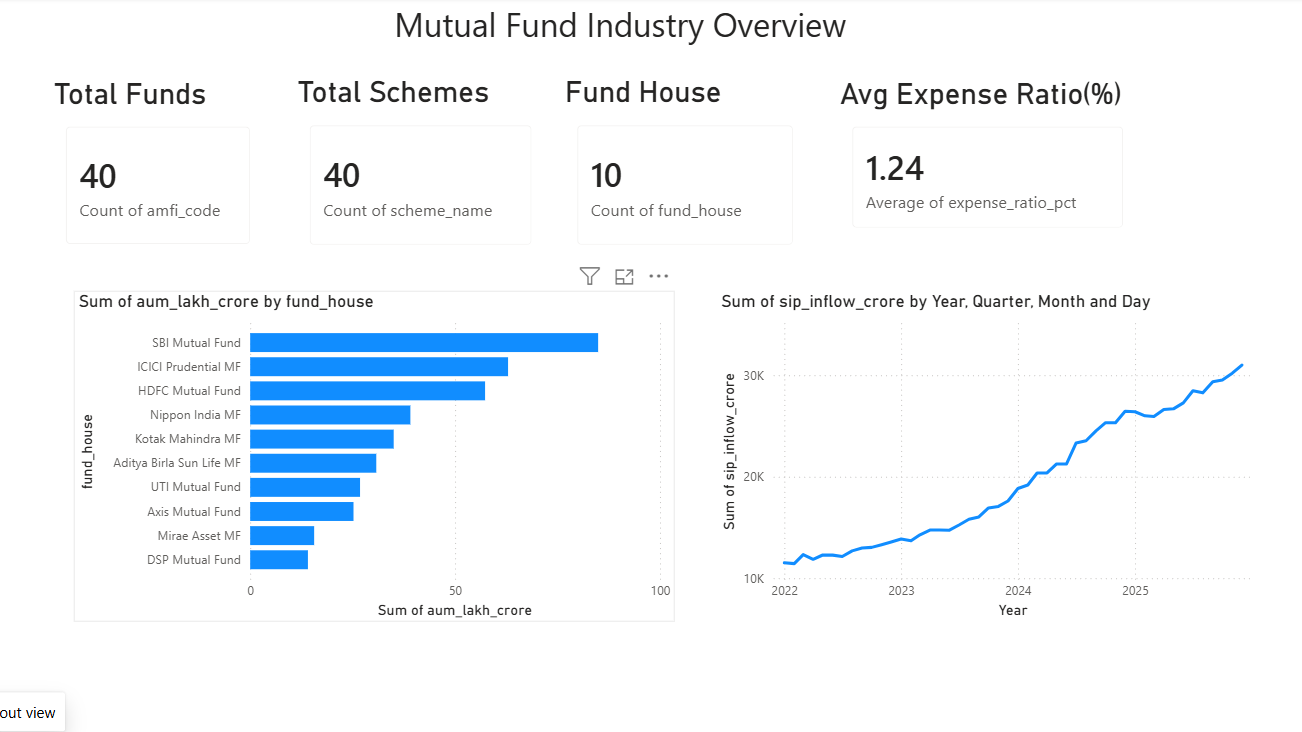 Mutual Fund Industry Overview
Total Funds
Total Schemes
Fund House
Avg Expense Ratio(%)
40
Count of amfi_code
40
Count of scheme_name
10
Count of fund_house
1.24
Average of expense_ratio_pct
Sum of aum_lakh_crore by fund_house
fund_house
SBI Mutual Fund
ICICI Prudential MF
HDFC Mutual Fund
Nippon India MF
Kotak Mahindra MF
Aditya Birla Sun Life MF
UTI Mutual Fund
Axis Mutual Fund
Mirae Asset MF
DSP Mutual Fund
0 50 100
Sum of aum_lakh_crore
Sum of sip_inflow_crore by Year, Quarter, Month and Day
Sum of sip_inflow_crore
30K
20K
10K
2022 2023 2024 2025
Year
out view